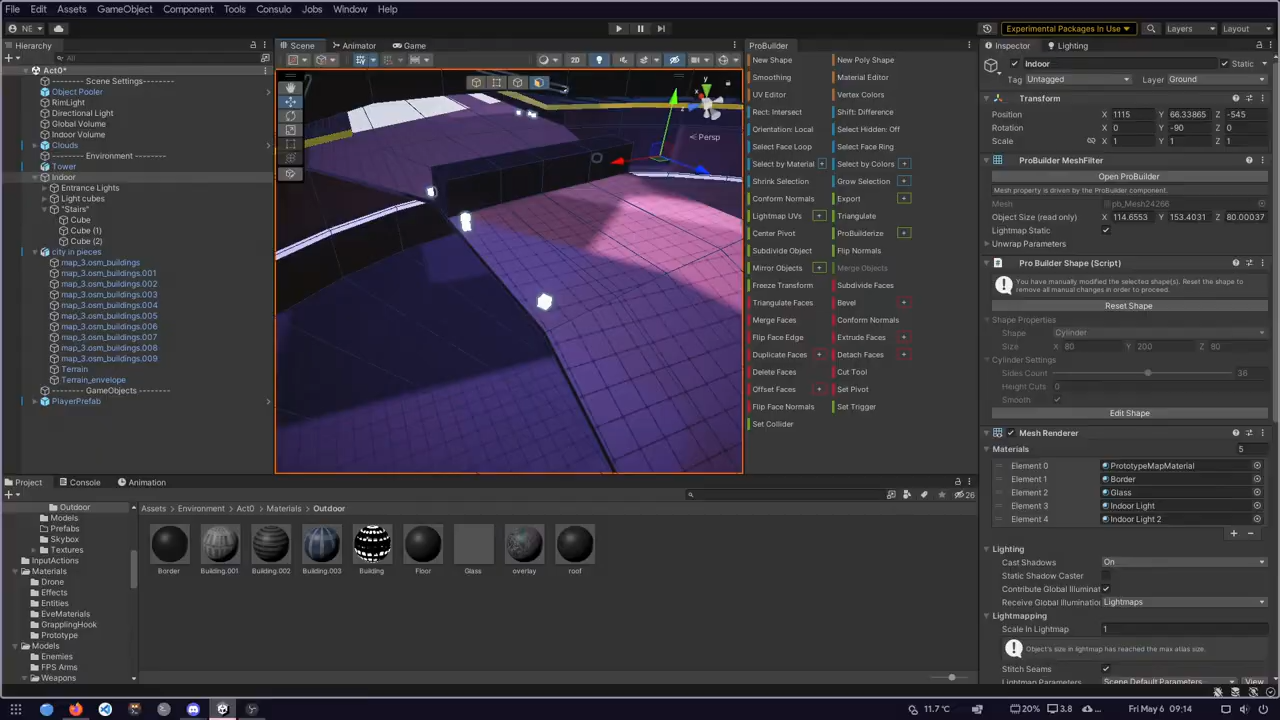 File Edit Assets GameObject Component Tools Consulo Jobs Window Help
NE
Experimental Packages In Use
Layers
Layout
Hierarchy
All
Act0*
-------- Scene Settings--------
Object Pooler
RimLight
Directional Light
Global Volume
Indoor Volume
Clouds
-------- Environment --------
Tower
Indoor
Entrance Lights
Light cubes
"Stairs"
Cube
Cube (1)
Cube (2)
city in pieces
map_3.osm_buildings
map_3.osm_buildings.001
map_3.osm_buildings.002
map_3.osm_buildings.003
map_3.osm_buildings.004
map_3.osm_buildings.005
map_3.osm_buildings.006
map_3.osm_buildings.007
map_3.osm_buildings.008
map_3.osm_buildings.009
Terrain
Terrain_envelope
-------- GameObjects --------
PlayerPrefab
Scene Animator Game
2D
y
x
z
Persp
ProBuilder
New Shape New Poly Shape
Smoothing Material Editor
UV Editor Vertex Colors
Rect: Intersect Shift: Difference
Orientation: Local Select Hidden: Off
Select Face Loop Select Face Ring
Select by Material + Select by Colors +
Shrink Selection Grow Selection +
Conform Normals Export +
Lightmap UVs + Triangulate
Center Pivot ProBuilderize +
Subdivide Object Flip Normals
Mirror Objects + Merge Objects
Freeze Transform Subdivide Faces
Triangulate Faces Bevel +
Merge Faces Conform Normals
Flip Face Edge Extrude Faces +
Duplicate Faces + Detach Faces +
Delete Faces Cut Tool
Offset Faces + Set Pivot
Flip Face Normals Set Trigger
Set Collider
Inspector Lighting
Indoor Static
Tag Untagged Layer Ground
Transform
Position X 1115 Y 66.33865 Z -545
Rotation X 0 Y -90 Z 0
Scale X 1 Y 1 Z 1
ProBuilder MeshFilter
Open ProBuilder
Mesh property is driven by the ProBuilder component.
Mesh pb_Mesh24266
Object Size (read only) X 114.6553 Y 153.4031 Z 80.00037
Lightmap Static
Unwrap Parameters
Pro Builder Shape (Script)
You have manually modified the selected shape(s). Reset the shape to remove all manual changes in order to proceed.
Reset Shape
Shape Properties
Shape Cylinder
Size X 80 Y 200 Z 80
Cylinder Settings
Sides Count 36
Height Cuts 0
Smooth
Edit Shape
Mesh Renderer
Materials 5
Element 0 PrototypeMapMaterial
Element 1 Border
Element 2 Glass
Element 3 Indoor Light
Element 4 Indoor Light 2
Lighting
Cast Shadows On
Static Shadow Caster
Contribute Global Illuminat
Receive Global Illumination Lightmaps
Lightmapping
Scale In Lightmap 1
Object's size in lightmap has reached the max atlas size.
Stitch Seams
Lightmap Parameters Scene Default Parameters View
Project Console Animation
26
Outdoor
Models
Prefabs
Skybox
Textures
InputActions
Materials
Drone
Effects
Entities
EveMaterials
GrapplingHook
Prototype
Models
Enemies
FPS Arms
Weapons
Assets > Environment > Act0 > Materials > Outdoor
Border Building.001 Building.002 Building.003 Building Floor Glass overlay roof
11.7°C 20% 3.8 Fri May 6 09:14